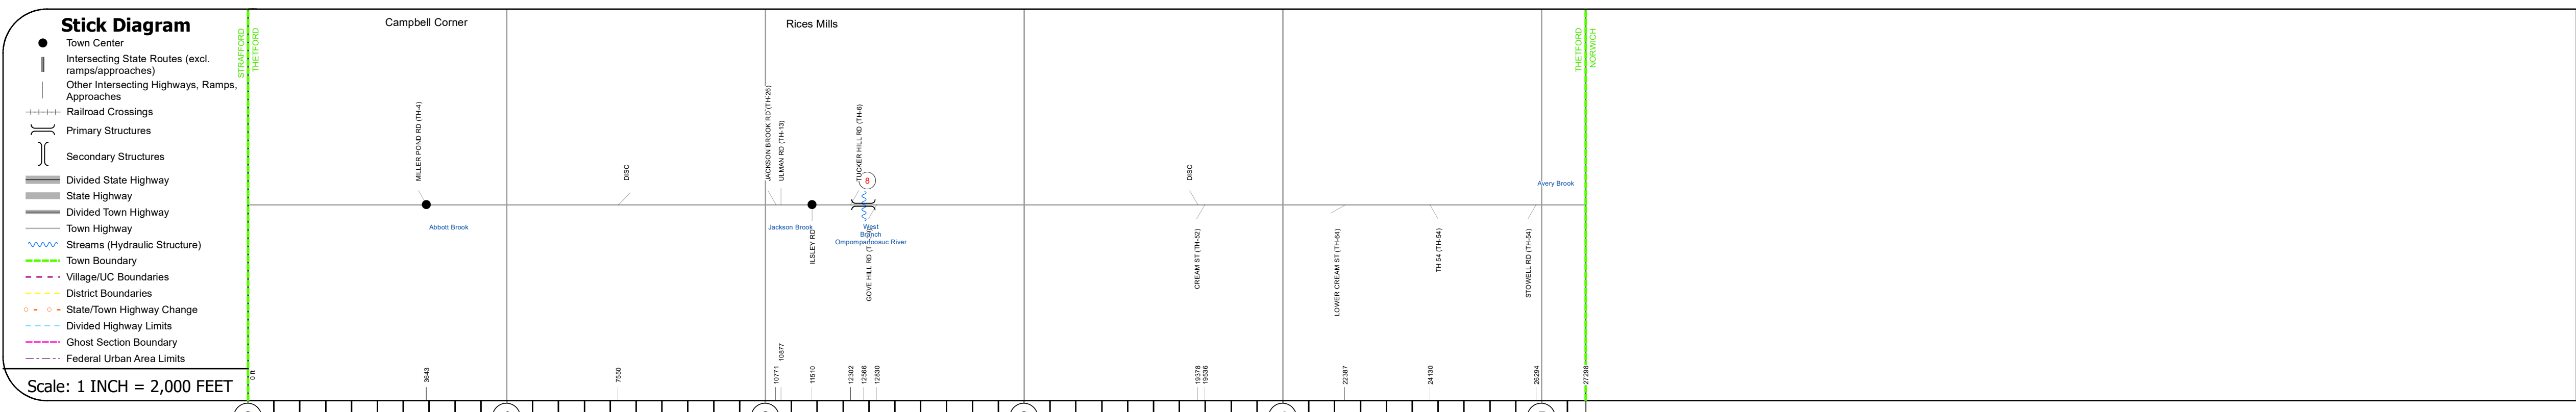 Stick Diagram
Town Center
Intersecting State Routes (excl.
ramps/approaches)
Other Intersecting Highways, Ramps,
Approaches
Railroad Crossings
Primary Structures
Secondary Structures
Divided State Highway
State Highway
Divided Town Highway
Town Highway
Streams (Hydraulic Structure)
Town Boundary
Village/UC Boundaries
District Boundaries
State/Town Highway Change
Divided Highway Limits
Ghost Section Boundary
Federal Urban Area Limits
Scale: 1 INCH = 2,000 FEET
STRAFFORD
THETFORD
Campbell Corner
Rices Mills
THETFORD
NORWICH
MILLER POND RD (TH-4)
DISC
JACKSON BROOK RD (TH-26)
ULMAN RD (TH-13)
TUCKER HILL RD (TH-6)
8
DISC
Avery Brook
Abbott Brook
Jackson Brook
ILSLEY RD
West
Branch
Ompompanoosuc River
CREAM ST (TH-52)
LOWER CREAM ST (TH-64)
TH 54 (TH-54)
STOWELL RD (TH-54)
0 ft
3643
7550
10771
10877
11510
12302
12566
12830
19378
19536
22387
24130
26294
27298